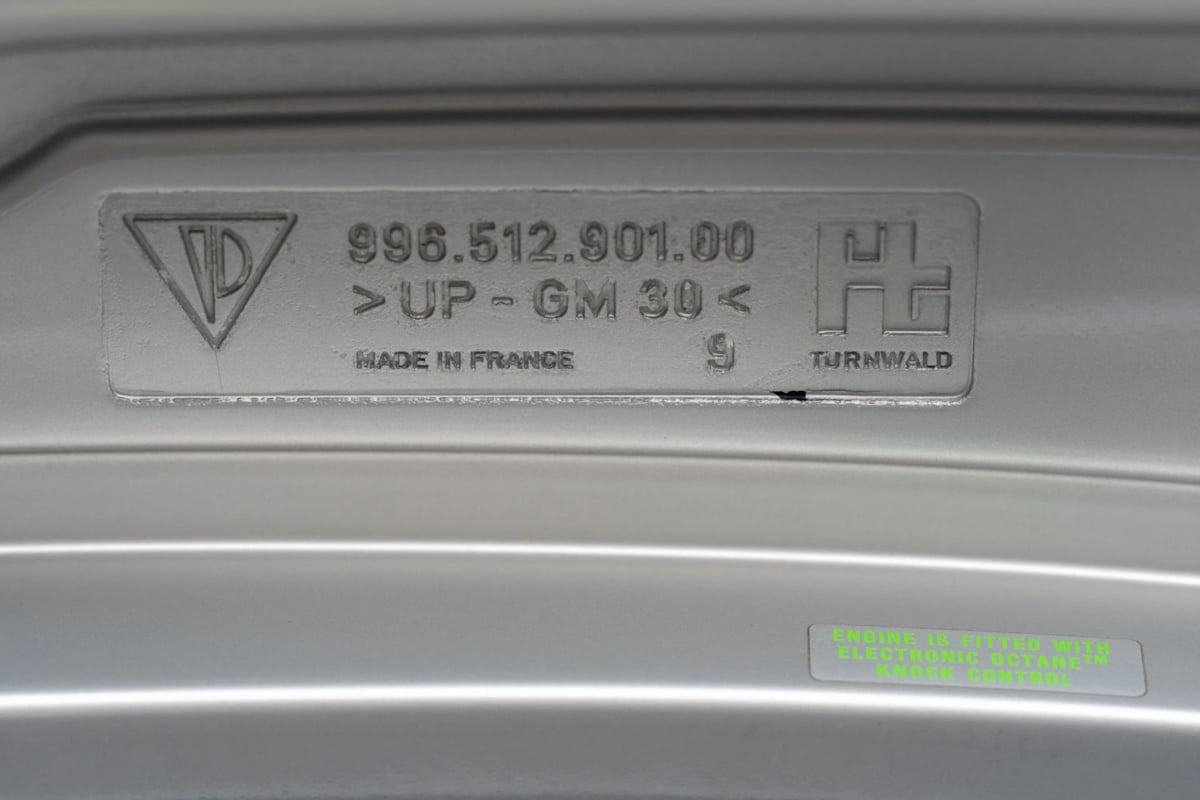 996.512.901.00
>UP - GM 30<
MADE IN FRANCE 9
TURNWALD
ENGINE IS FITTED WITH
ELECTRONIC OCTANE™
KNOCK CONTROL